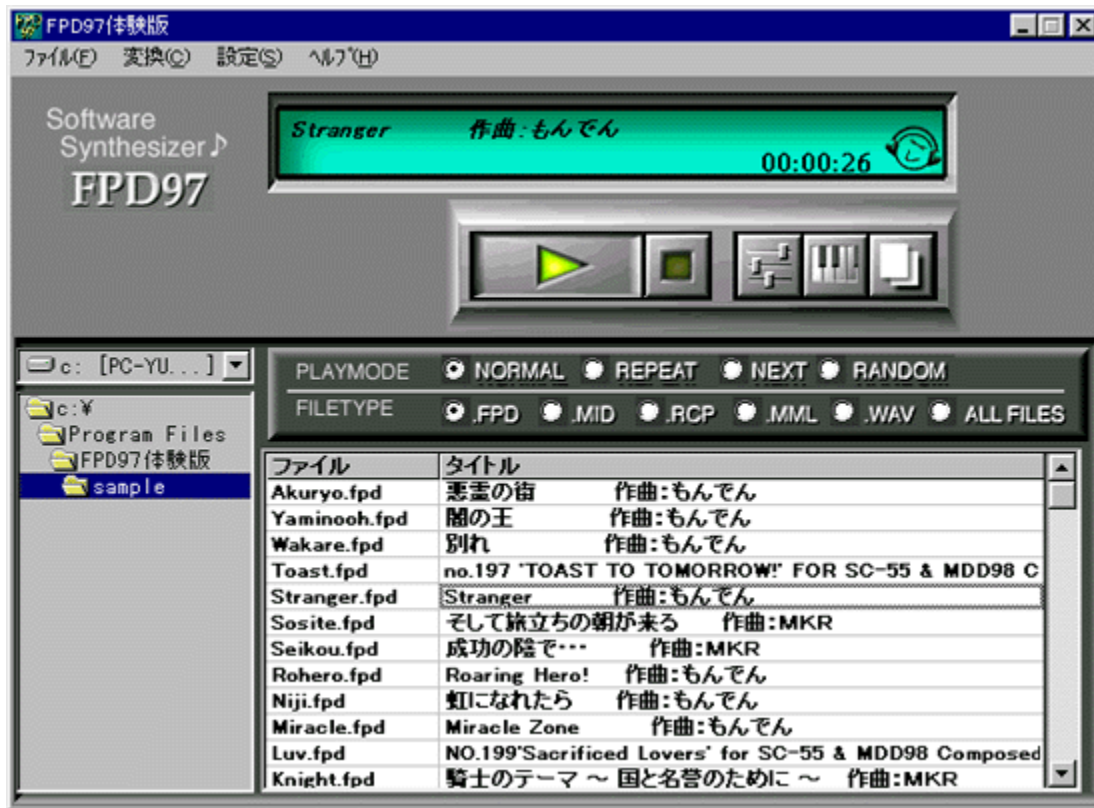 FPD97体験版
ファイル(F) 変換(C) 設定(S) ヘルプ(H)
Software
Synthesizer♪
FPD97
Stranger 作曲:もんでん
00:00:26
c: [PC-YU...]
c:¥
Program Files
FPD97体験版
sample
PLAYMODE NORMAL REPEAT NEXT RANDOM
FILETYPE .FPD .MID .RCP .MML .WAV ALL FILES
ファイル タイトル
Akuryo.fpd 悪霊の街 作曲:もんでん
Yaminooh.fpd 闇の王 作曲:もんでん
Wakare.fpd 別れ 作曲:もんでん
Toast.fpd no.197 "TOAST TO TOMORROW!" FOR SC-55 & MDD98 C
Stranger.fpd Stranger 作曲:もんでん
Sosite.fpd そして旅立ちの朝が来る 作曲:MKR
Seikou.fpd 成功の陰で… 作曲:MKR
Rohero.fpd Roaring Hero! 作曲:もんでん
Niji.fpd 虹になれたら 作曲:もんでん
Miracle.fpd Miracle Zone 作曲:もんでん
Luv.fpd NO.199"Sacrificed Lovers" for SC-55 & MDD98 Composed
Knight.fpd 騎士のテーマ ~ 国と名誉のために ~ 作曲:MKR